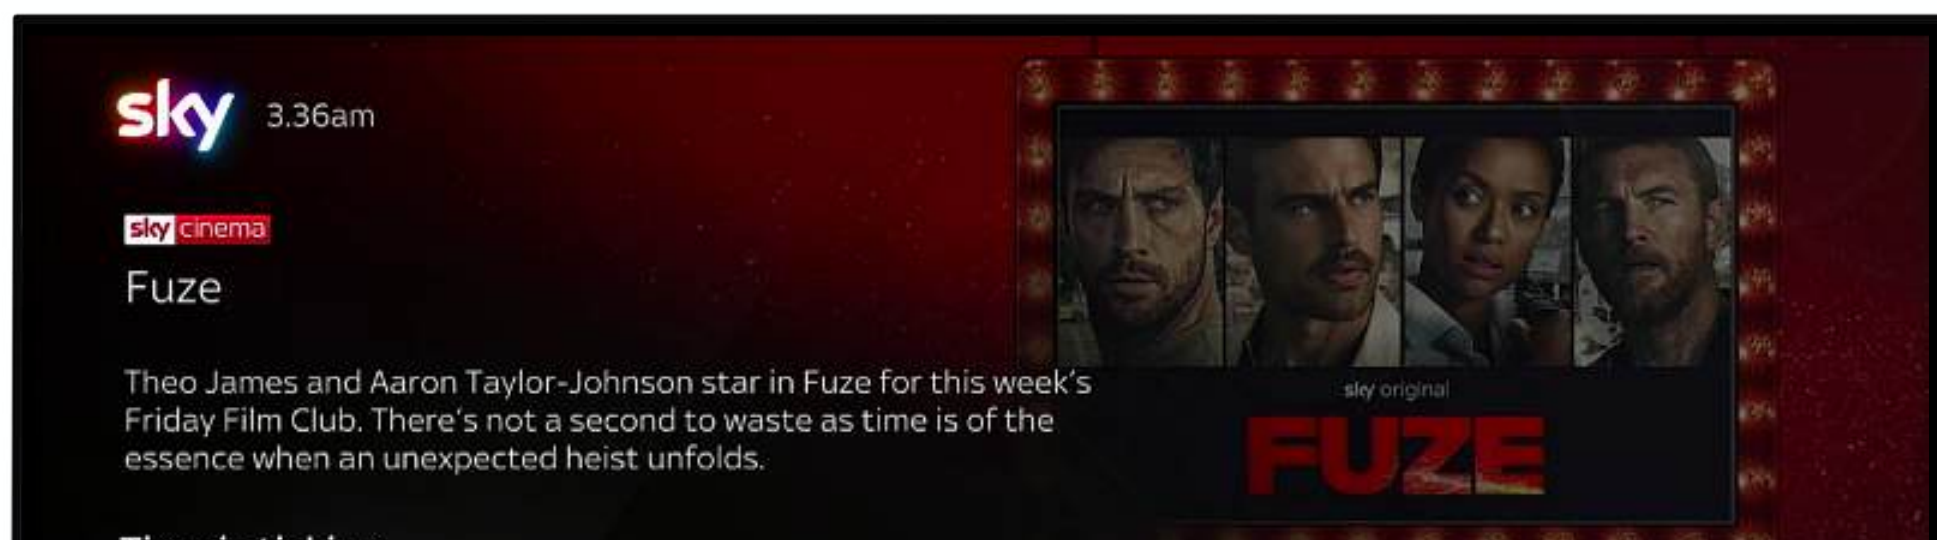 sky 3.36am
sky cinema
Fuze
Theo James and Aaron Taylor-Johnson star in Fuze for this week's
Friday Film Club. There's not a second to waste as time is of the
essence when an unexpected heist unfolds.
sky original
FUZE